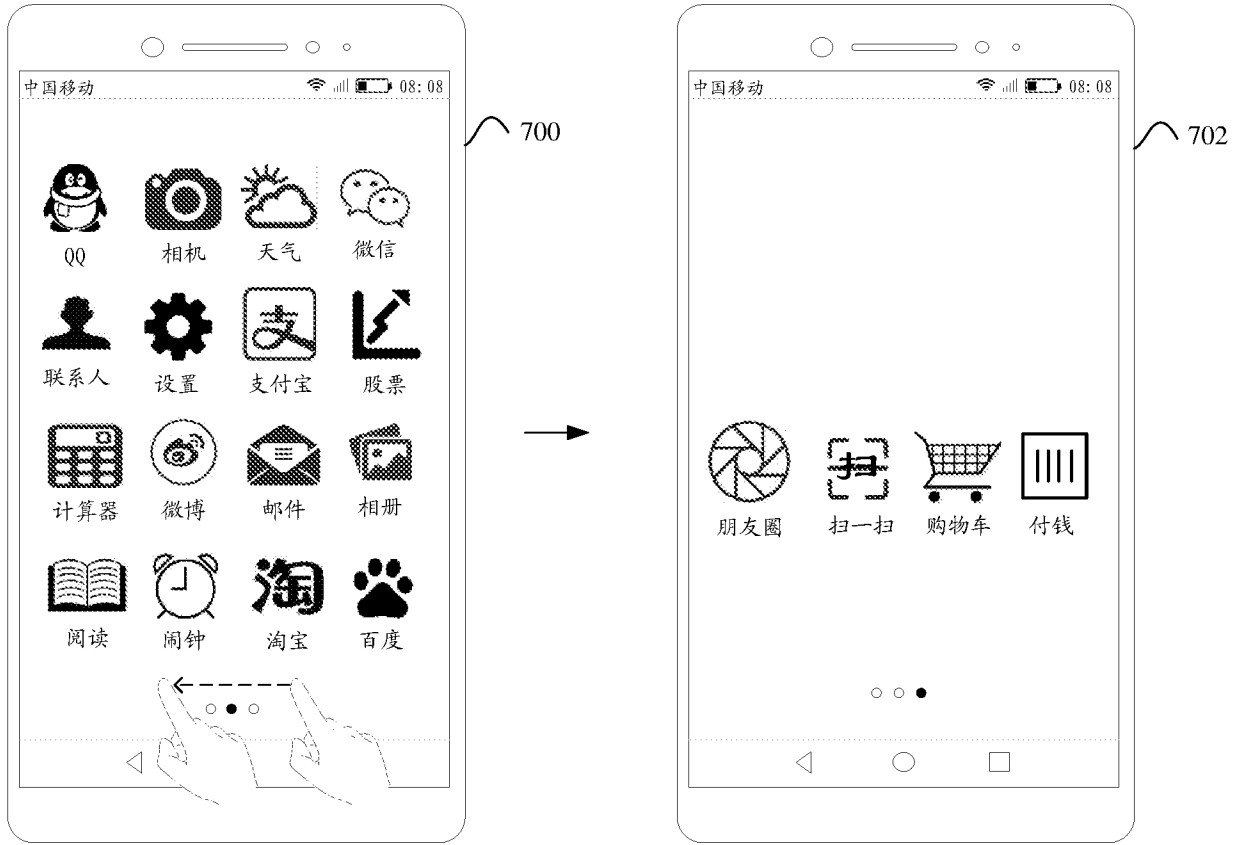 中国移动 08:08
700
QQ 相机 天气 微信
联系人 设置 支 支付宝 股票
计算器 微博 邮件 相册
阅读 闹钟 淘 淘宝 百度
中国移动 08:08
702
扫
朋友圈 扫一扫 购物车 付钱